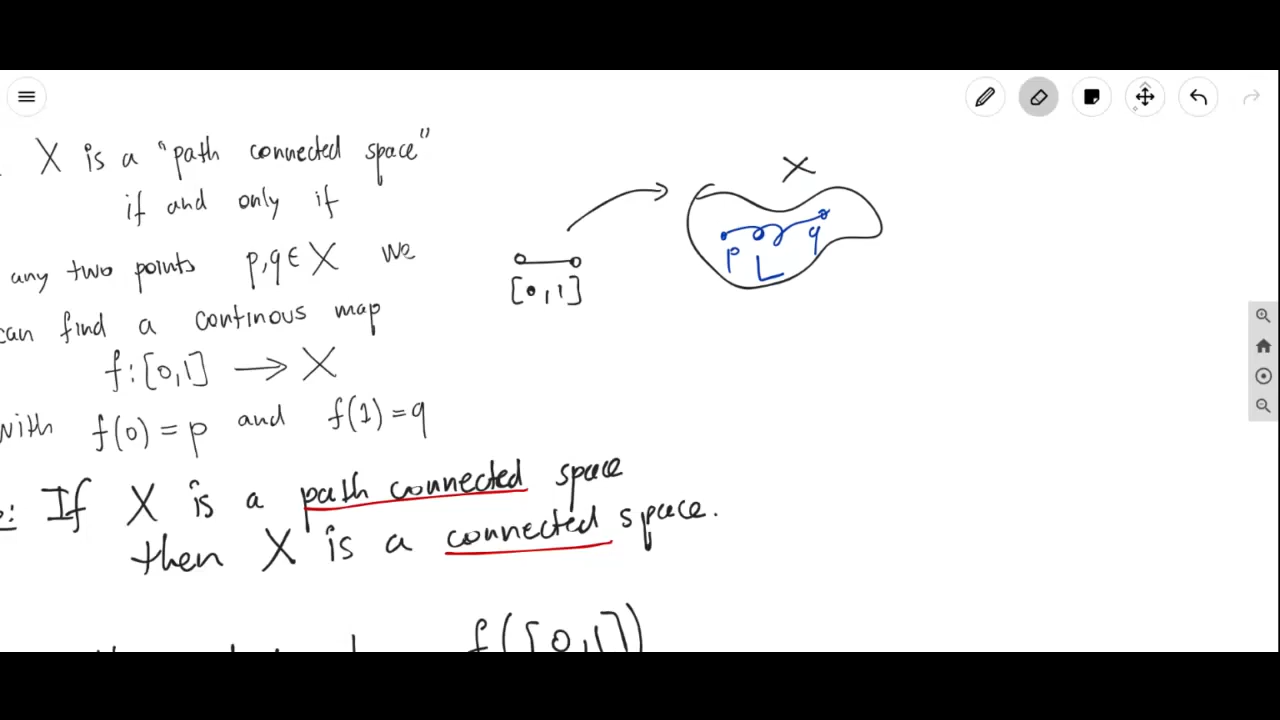 X is a "path connected space"
if and only if
any two points p,q ∈ X we
can find a continous map
f:[0,1] → X
with f(0) = p and f(1) = q
X
p q
L
[0,1]
: If X is a path connected space
then X is a connected space.
f([0,1])